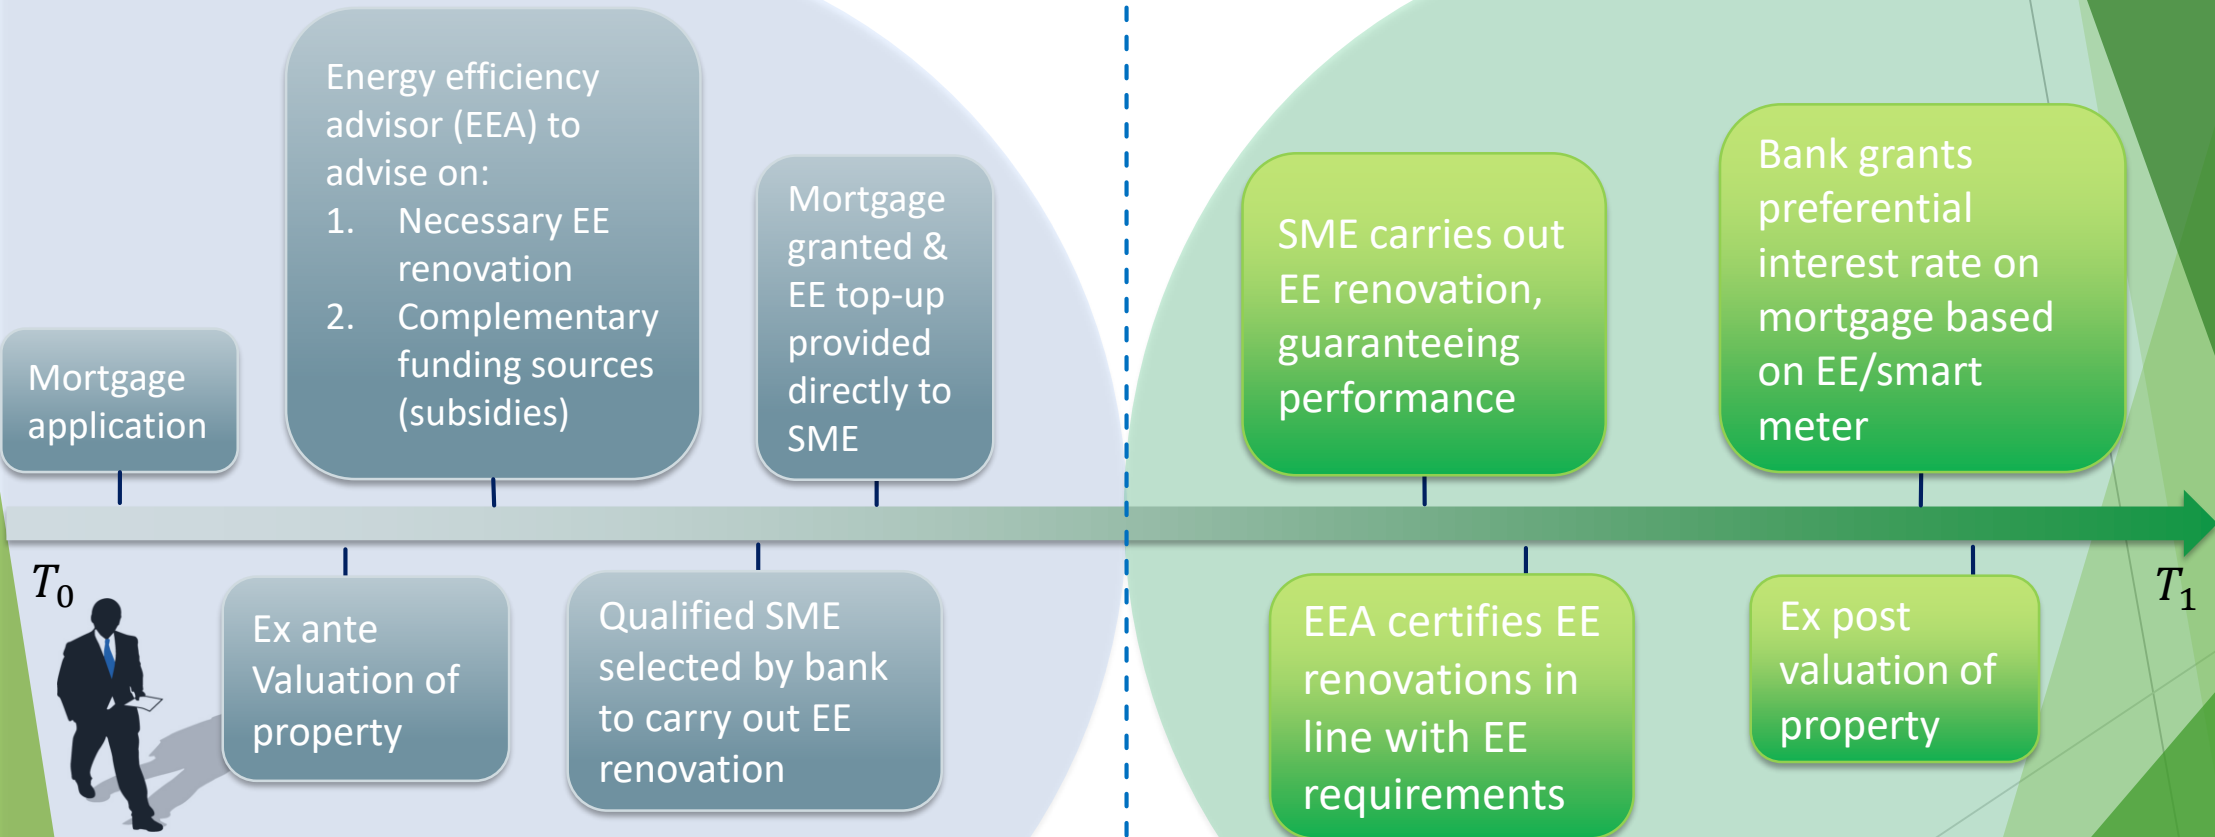 Mortgage
application
Energy efficiency
advisor (EEA) to
advise on:
1. Necessary EE
renovation
2. Complementary
funding sources
(subsidies)
Mortgage
granted &
EE top-up
provided
directly to
SME
SME carries out
EE renovation,
guaranteeing
performance
Bank grants
preferential
interest rate on
mortgage based
on EE/smart
meter
T₀
Ex ante
Valuation of
property
Qualified SME
selected by bank
to carry out EE
renovation
EEA certifies EE
renovations in
line with EE
requirements
Ex post
valuation of
property
T₁